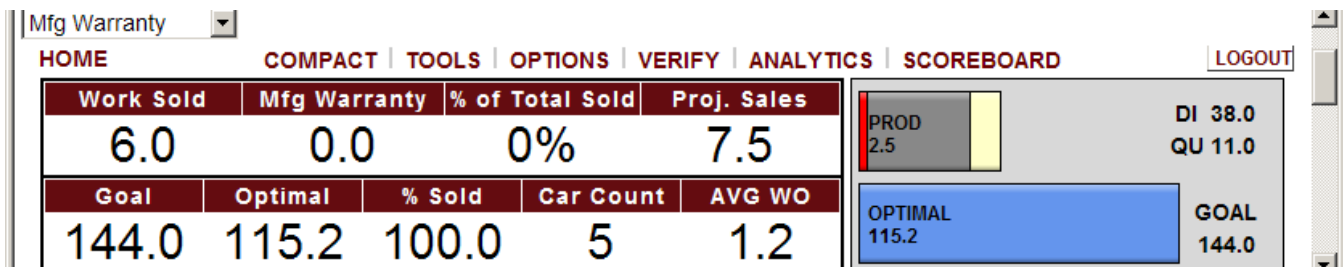 Mfg Warranty
HOME COMPACT | TOOLS | OPTIONS | VERIFY | ANALYTICS | SCOREBOARD LOGOUT
Work Sold Mfg Warranty % of Total Sold Proj. Sales
6.0 0.0 0% 7.5
Goal Optimal % Sold Car Count AVG WO
144.0 115.2 100.0 5 1.2
PROD
2.5
DI 38.0
QU 11.0
OPTIMAL
115.2
GOAL
144.0